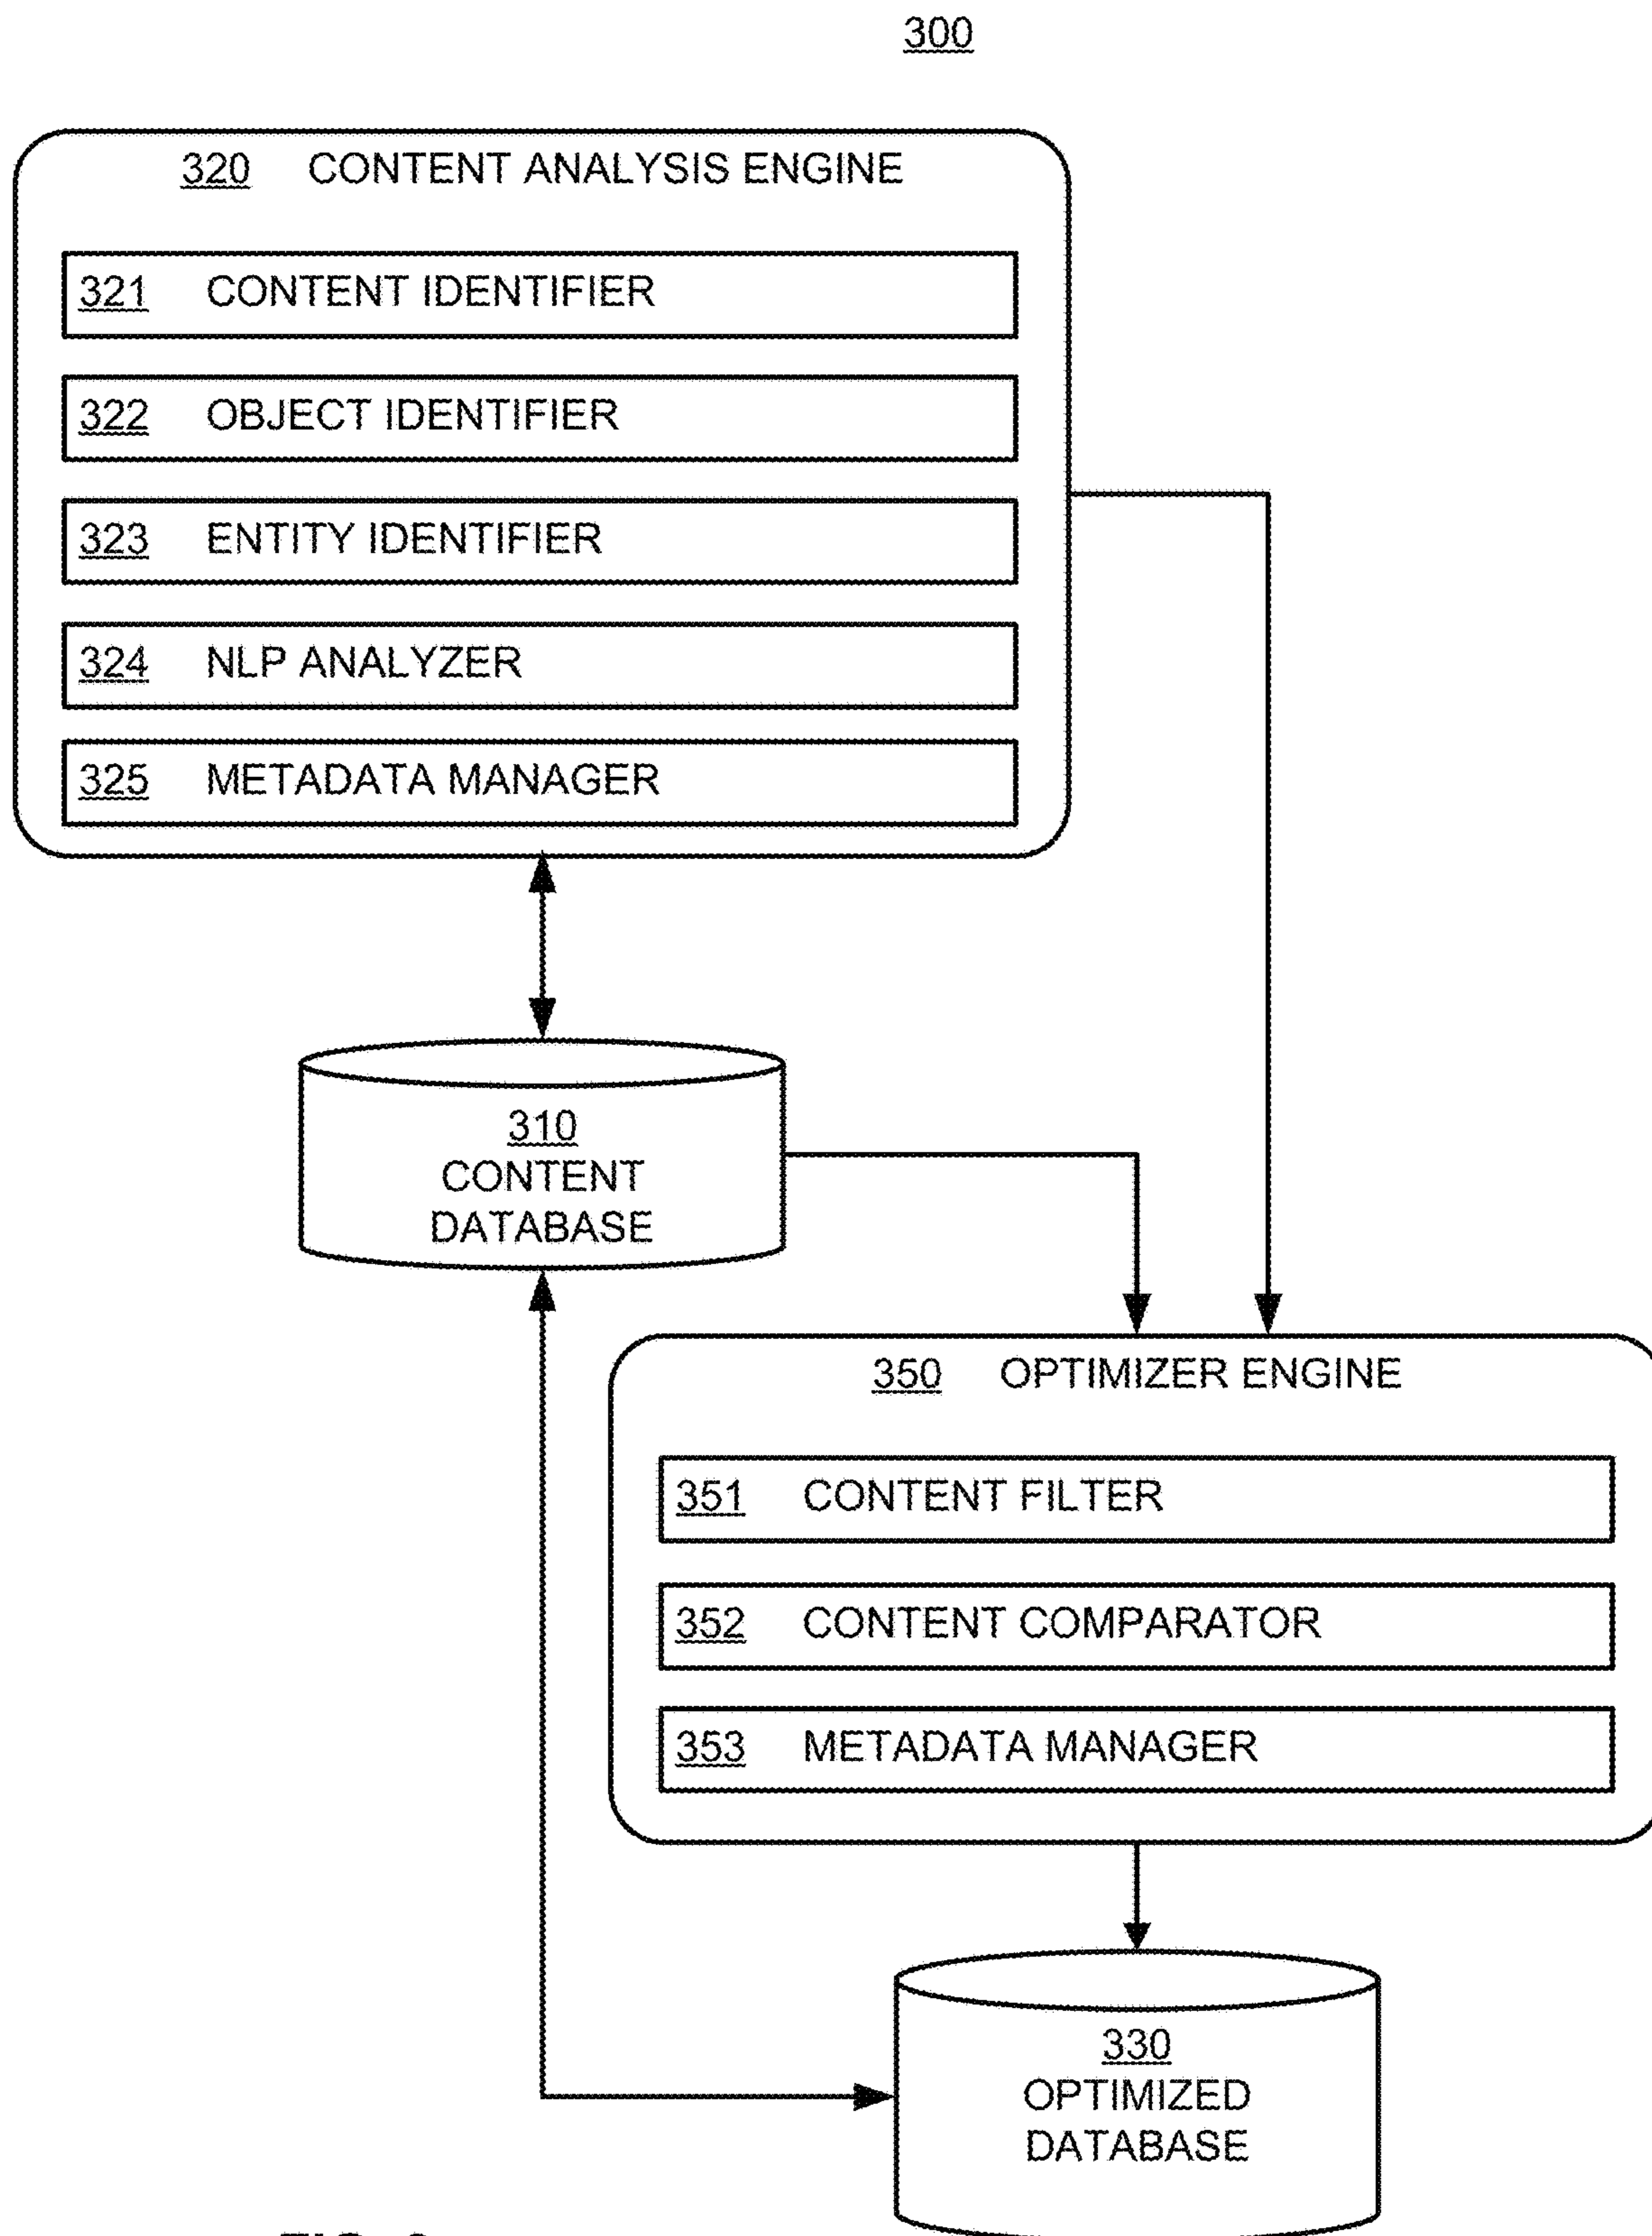 300
320 CONTENT ANALYSIS ENGINE
321 CONTENT IDENTIFIER
322 OBJECT IDENTIFIER
323 ENTITY IDENTIFIER
324 NLP ANALYZER
325 METADATA MANAGER
310
CONTENT
DATABASE
350 OPTIMIZER ENGINE
351 CONTENT FILTER
352 CONTENT COMPARATOR
353 METADATA MANAGER
330
OPTIMIZED
DATABASE